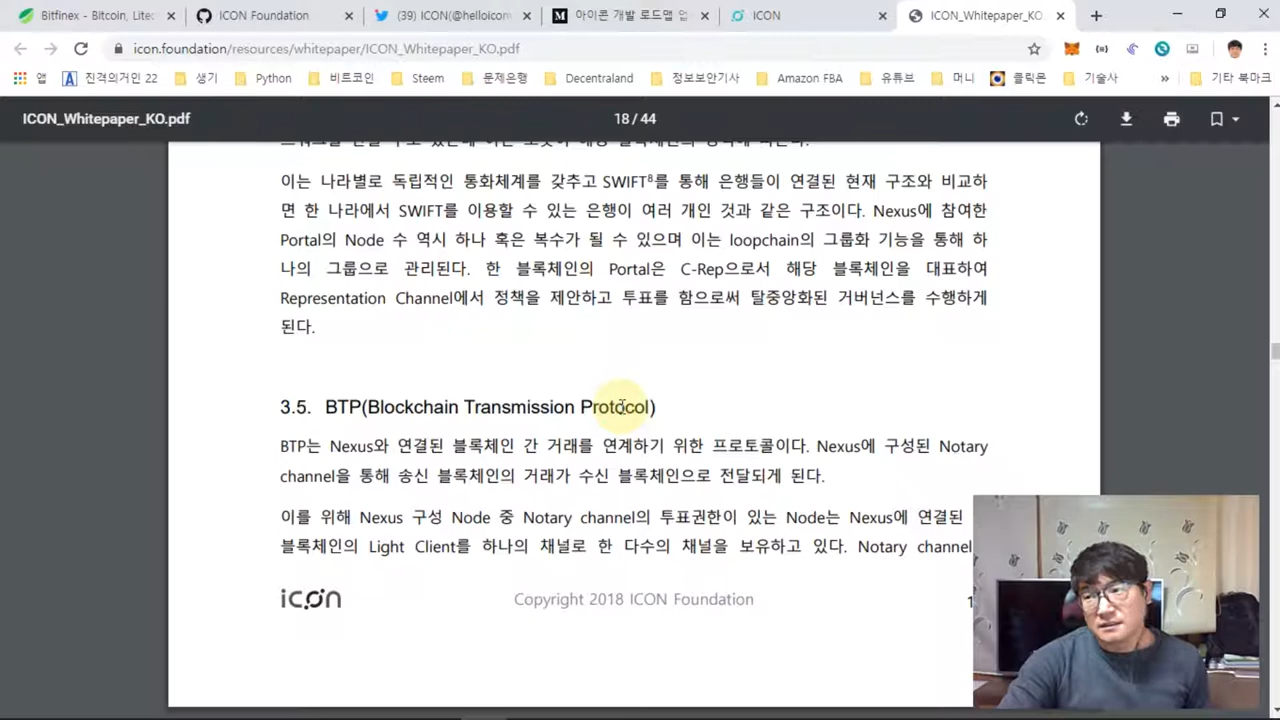 Bitfinex - Bitcoin, Litec
ICON Foundation
(39) ICON(@helloicon
아이콘 개발 로드맵 업
ICON
ICON_Whitepaper_KO.
icon.foundation/resources/whitepaper/ICON_Whitepaper_KO.pdf
앱
진격의거인 22
생기
Python
비트코인
Steem
문제은행
Decentraland
정보보안기사
Amazon FBA
유튜브
머니
클릭몬
기술사
»
기타 북마크
ICON_Whitepaper_KO.pdf
18 / 44
이는 나라별로 독립적인 통화체계를 갖추고 SWIFT⁸를 통해 은행들이 연결된 현재 구조와 비교하
면 한 나라에서 SWIFT를 이용할 수 있는 은행이 여러 개인 것과 같은 구조이다. Nexus에 참여한
Portal의 Node 수 역시 하나 혹은 복수가 될 수 있으며 이는 loopchain의 그룹화 기능을 통해 하
나의 그룹으로 관리된다. 한 블록체인의 Portal은 C-Rep으로서 해당 블록체인을 대표하여
Representation Channel에서 정책을 제안하고 투표를 함으로써 탈중앙화된 거버넌스를 수행하게
된다.
3.5. BTP(Blockchain Transmission Protocol)
BTP는 Nexus와 연결된 블록체인 간 거래를 연계하기 위한 프로토콜이다. Nexus에 구성된 Notary
channel을 통해 송신 블록체인의 거래가 수신 블록체인으로 전달되게 된다.
이를 위해 Nexus 구성 Node 중 Notary channel의 투표권한이 있는 Node는 Nexus에 연결된
블록체인의 Light Client를 하나의 채널로 한 다수의 채널을 보유하고 있다. Notary channel
icon
Copyright 2018 ICON Foundation